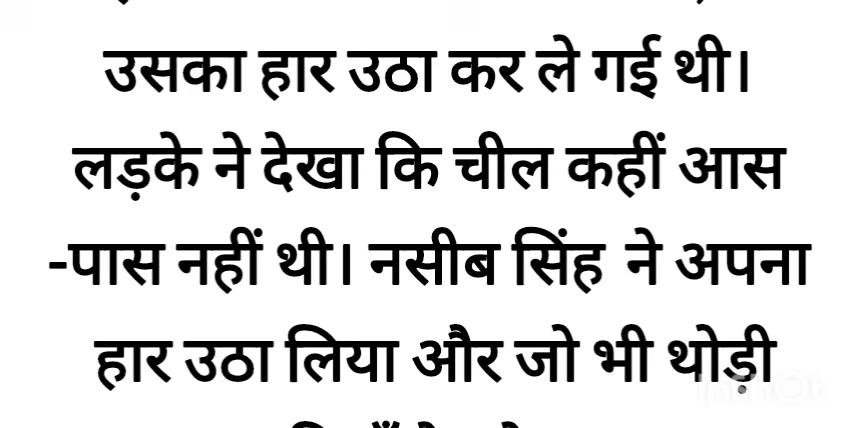 उसका हार उठा कर ले गई थी।
लड़के ने देखा कि चील कहीं आस
-पास नहीं थी। नसीब सिंह ने अपना
हार उठा लिया और जो भी थोड़ी